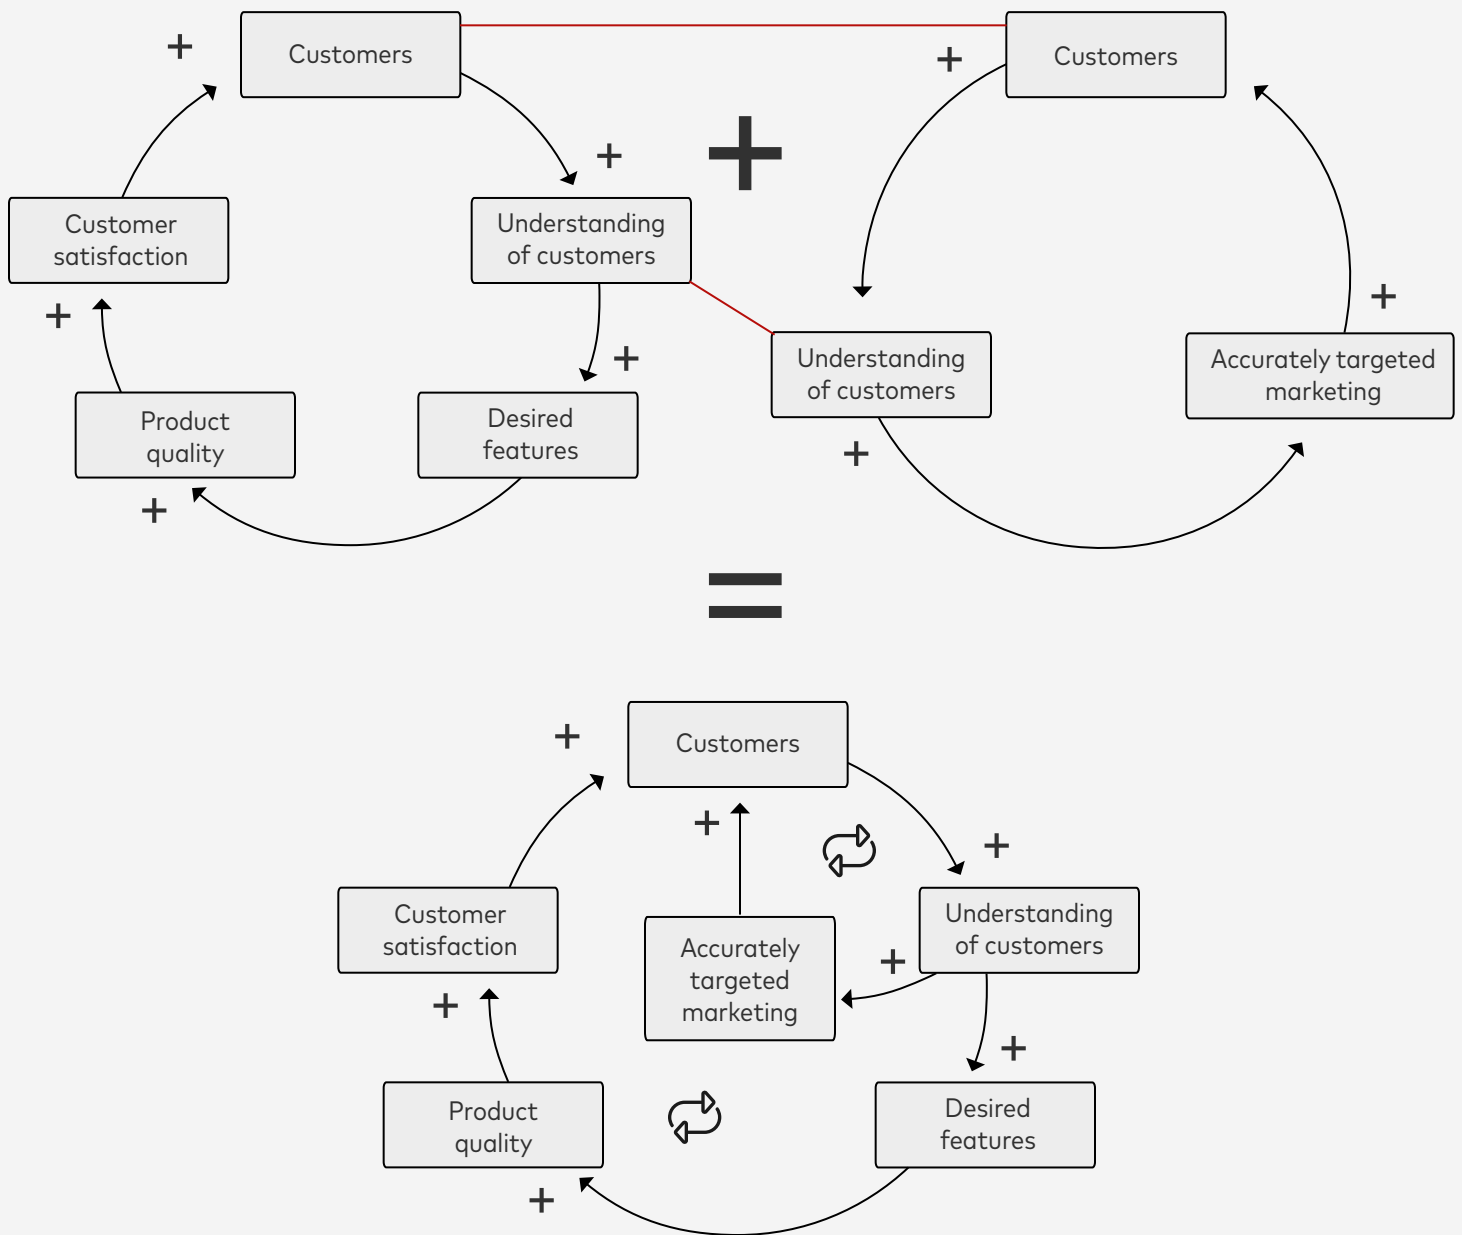 Customers
Customers
+
+
+
+
Customer
satisfaction
Understanding
of customers
+
+
+
Understanding
of customers
Accurately targeted
marketing
Product
quality
Desired
features
+
+
=
Customers
+
+
+
Customer
satisfaction
Accurately
targeted
marketing
Understanding
of customers
+
+
+
Product
quality
Desired
features
+